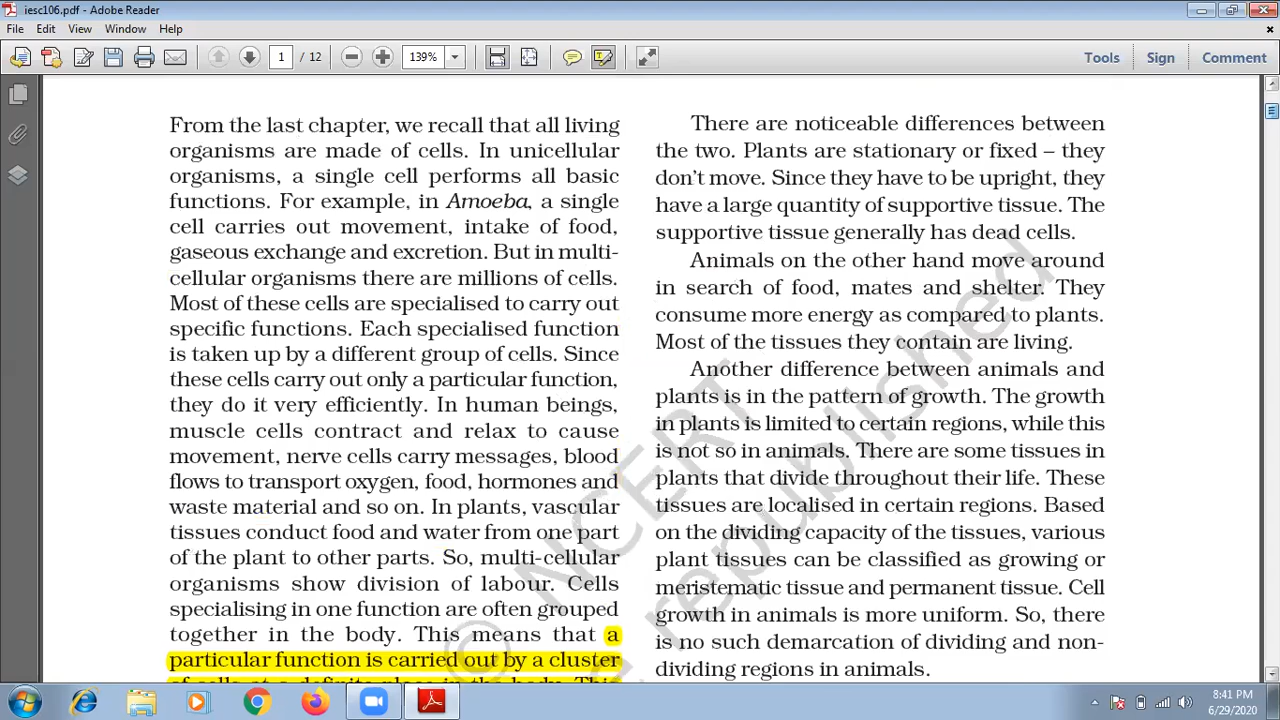 iesc106.pdf - Adobe Reader
File Edit View Window Help
1 / 12 139% Tools Sign Comment
From the last chapter, we recall that all living
organisms are made of cells. In unicellular
organisms, a single cell performs all basic
functions. For example, in Amoeba, a single
cell carries out movement, intake of food,
gaseous exchange and excretion. But in multi-
cellular organisms there are millions of cells.
Most of these cells are specialised to carry out
specific functions. Each specialised function
is taken up by a different group of cells. Since
these cells carry out only a particular function,
they do it very efficiently. In human beings,
muscle cells contract and relax to cause
movement, nerve cells carry messages, blood
flows to transport oxygen, food, hormones and
waste material and so on. In plants, vascular
tissues conduct food and water from one part
of the plant to other parts. So, multi-cellular
organisms show division of labour. Cells
specialising in one function are often grouped
together in the body. This means that a
particular function is carried out by a cluster
of cells at a definite place in the body. This
There are noticeable differences between
the two. Plants are stationary or fixed – they
don't move. Since they have to be upright, they
have a large quantity of supportive tissue. The
supportive tissue generally has dead cells.
Animals on the other hand move around
in search of food, mates and shelter. They
consume more energy as compared to plants.
Most of the tissues they contain are living.
Another difference between animals and
plants is in the pattern of growth. The growth
in plants is limited to certain regions, while this
is not so in animals. There are some tissues in
plants that divide throughout their life. These
tissues are localised in certain regions. Based
on the dividing capacity of the tissues, various
plant tissues can be classified as growing or
meristematic tissue and permanent tissue. Cell
growth in animals is more uniform. So, there
is no such demarcation of dividing and non-
dividing regions in animals.
© NCERT
republished
8:41 PM
6/29/2020